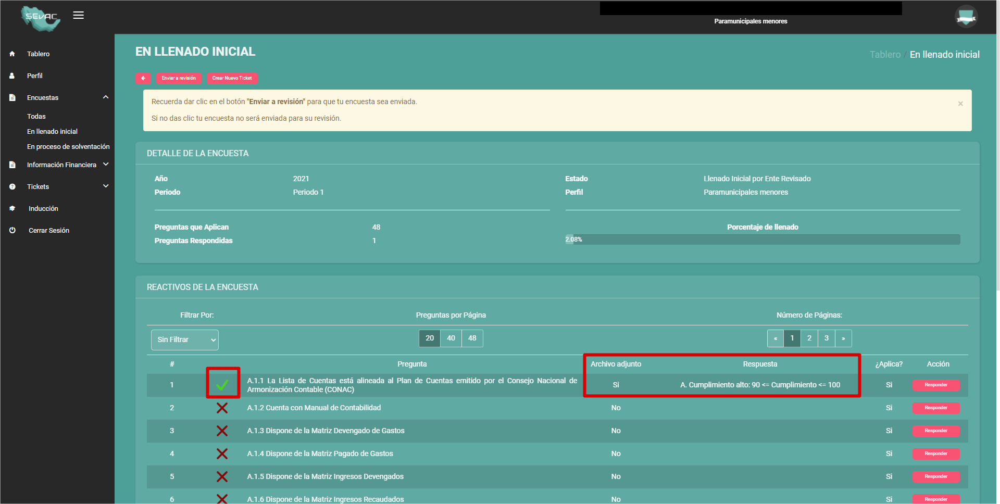 SEvAC
Paramunicipales menores
Tablero
Perfil
Encuestas
Todas
En llenado inicial
En proceso de solventación
Información Financiera
Tickets
Inducción
Cerrar Sesión
EN LLENADO INICIAL
Tablero / En llenado inicial
Enviar a revisión Crear Nuevo Ticket
Recuerda dar clic en el botón "Enviar a revisión" para que tu encuesta sea enviada. ×
Si no das clic tu encuesta no será enviada para su revisión.
DETALLE DE LA ENCUESTA
Año 2021 Estado Llenado Inicial por Ente Revisado
Periodo Periodo 1 Perfil Paramunicipales menores
Preguntas que Aplican 48 Porcentaje de llenado
Preguntas Respondidas 1 2.08%
REACTIVOS DE LA ENCUESTA
Filtrar Por: Preguntas por Página Número de Páginas:
Sin Filtrar 20 40 48 « 1 2 3 »
# Pregunta Archivo adjunto Respuesta ¿Aplica? Acción
1 A.1.1 La Lista de Cuentas está alineada al Plan de Cuentas emitido por el Consejo Nacional de
Armonización Contable (CONAC) Si A. Cumplimiento alto: 90 <= Cumplimiento <= 100 Si Responder
2 A.1.2 Cuenta con Manual de Contabilidad No Si Responder
3 A.1.3 Dispone de la Matriz Devengado de Gastos No Si Responder
4 A.1.4 Dispone de la Matriz Pagado de Gastos No Si Responder
5 A.1.5 Dispone de la Matriz Ingresos Devengados No Si Responder
6 A.1.6 Dispone de la Matriz Ingresos Recaudados No Si Responder